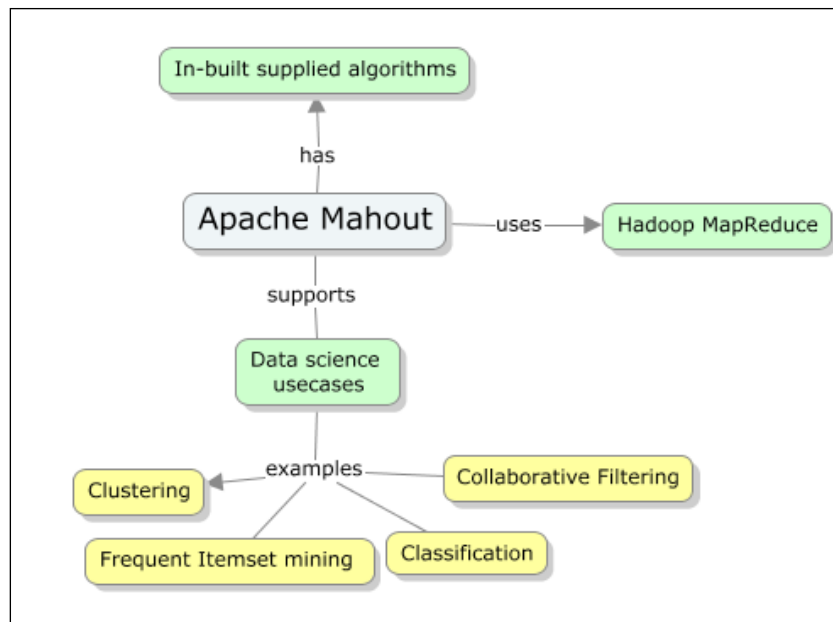 In-built supplied algorithms
has
Apache Mahout
uses
Hadoop MapReduce
supports
Data science
usecases
examples
Clustering
Collaborative Filtering
Frequent Itemset mining
Classification